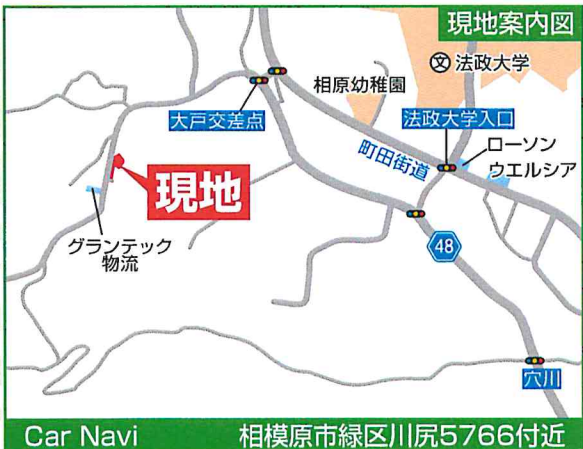 現地案内図
法政大学
相原幼稚園
大戸交差点
法政大学入口
ローソン
町田街道
ウエルシア
現地
グランテック
物流
48
穴川
Car Navi 相模原市緑区川尻5766付近